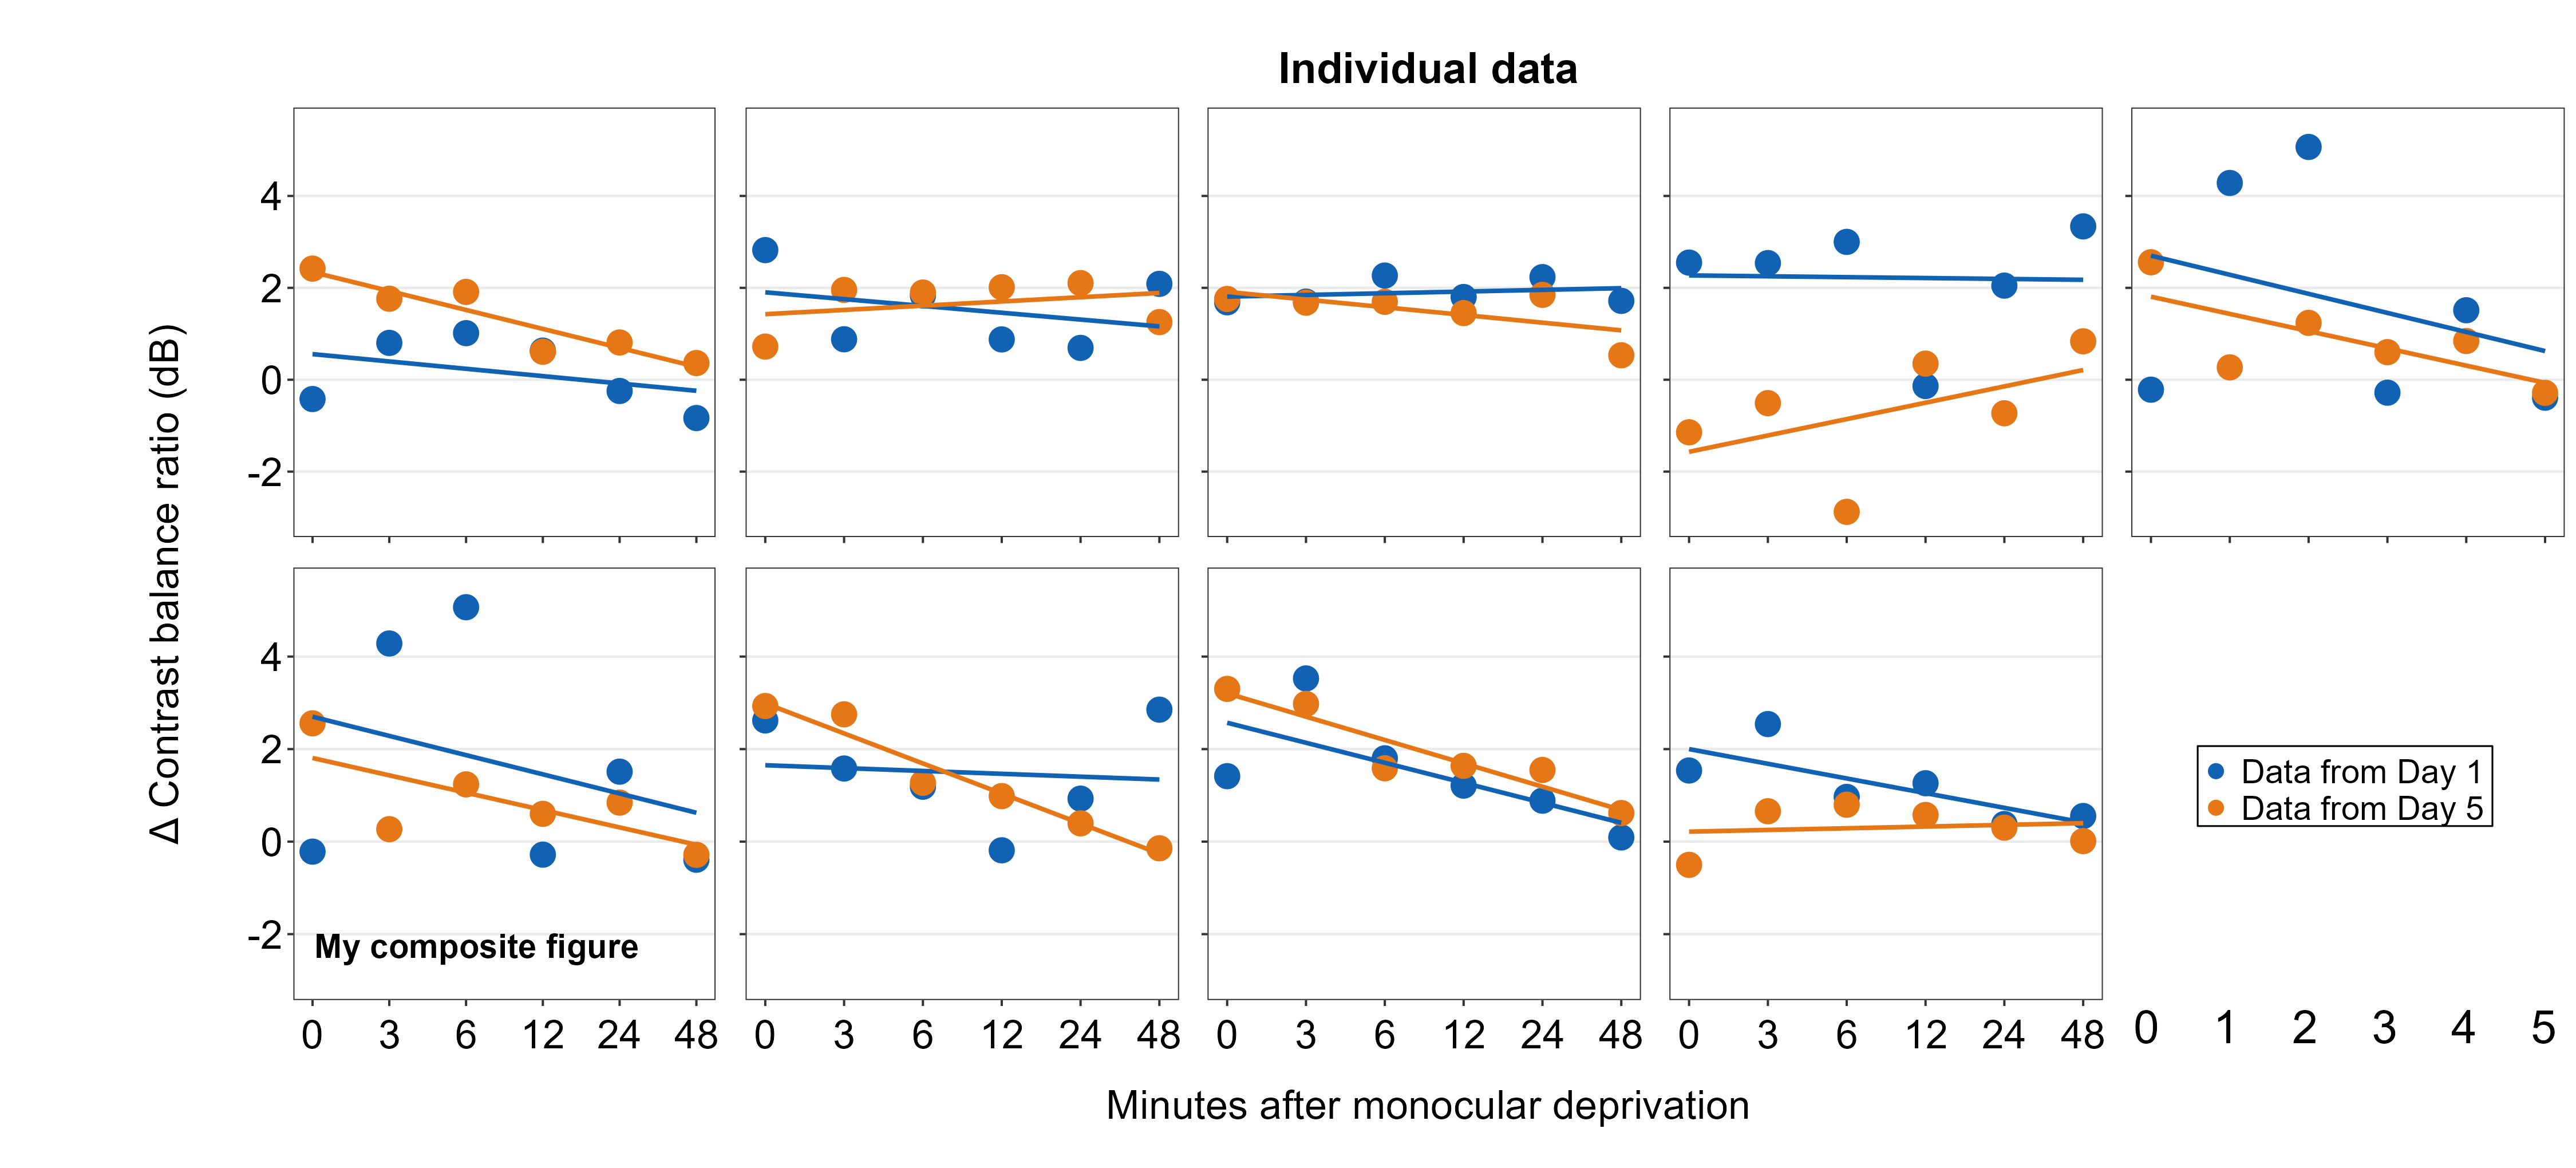 Individual data
Δ Contrast balance ratio (dB)
4
2
0
-2
4
2
0
-2
My composite figure
Data from Day 1
Data from Day 5
0 3 6 12 24 48
0 3 6 12 24 48
0 3 6 12 24 48
0 3 6 12 24 48
0 1 2 3 4 5
Minutes after monocular deprivation